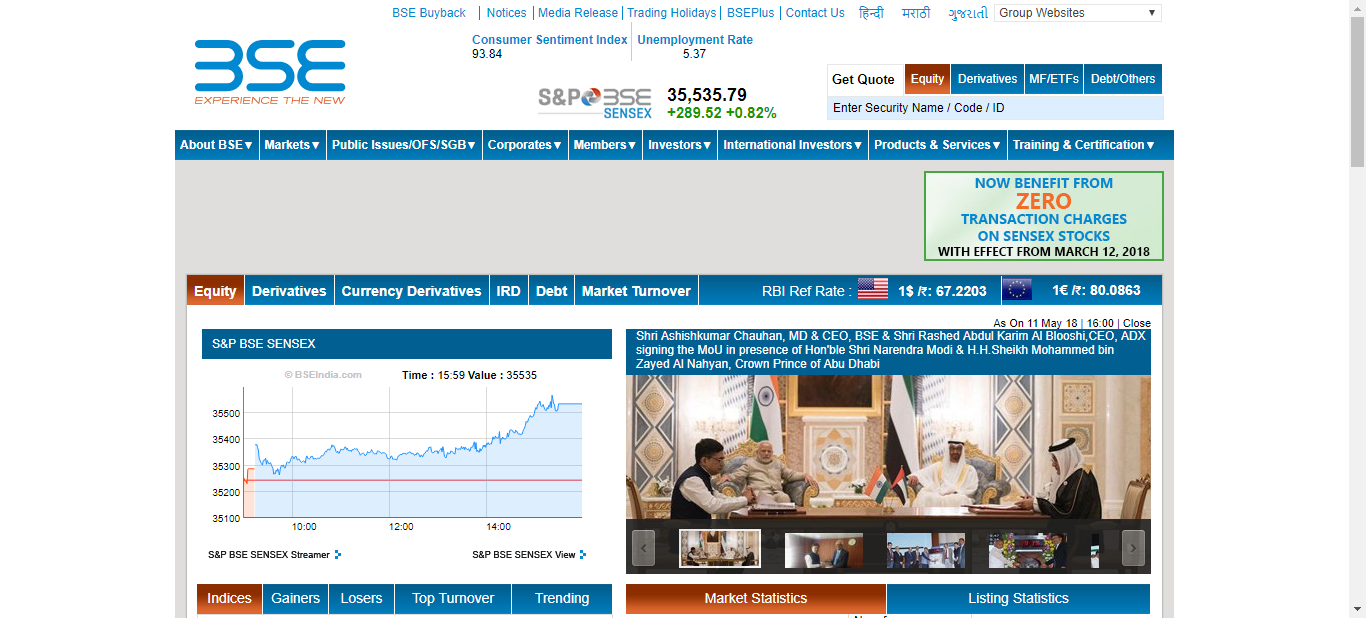 BSE Buyback | Notices | Media Release | Trading Holidays | BSEPlus | Contact Us हिन्दी मराठी ગુજરાતી Group Websites ▼
Consumer Sentiment Index Unemployment Rate
93.84 5.37
BSE
EXPERIENCE THE NEW
S&P BSE
SENSEX
35,535.79
+289.52 +0.82%
Get Quote Equity Derivatives MF/ETFs Debt/Others
Enter Security Name / Code / ID
About BSE▼ Markets▼ Public Issues/OFS/SGB▼ Corporates▼ Members▼ Investors▼ International Investors▼ Products & Services▼ Training & Certification▼
NOW BENEFIT FROM
ZERO
TRANSACTION CHARGES
ON SENSEX STOCKS
WITH EFFECT FROM MARCH 12, 2018
Equity Derivatives Currency Derivatives IRD Debt Market Turnover RBI Ref Rate : 1$ /₹: 67.2203 1€ /₹: 80.0863
As On 11 May 18 | 16:00 | Close
S&P BSE SENSEX
© BSEIndia.com Time : 15:59 Value : 35535
35500
35400
35300
35200
35100
10:00 12:00 14:00
S&P BSE SENSEX Streamer S&P BSE SENSEX View
Shri Ashishkumar Chauhan, MD & CEO, BSE & Shri Rashed Abdul Karim Al Blooshi,CEO, ADX
signing the MoU in presence of Hon'ble Shri Narendra Modi & H.H.Sheikh Mohammed bin
Zayed Al Nahyan, Crown Prince of Abu Dhabi
Indices Gainers Losers Top Turnover Trending
Market Statistics Listing Statistics